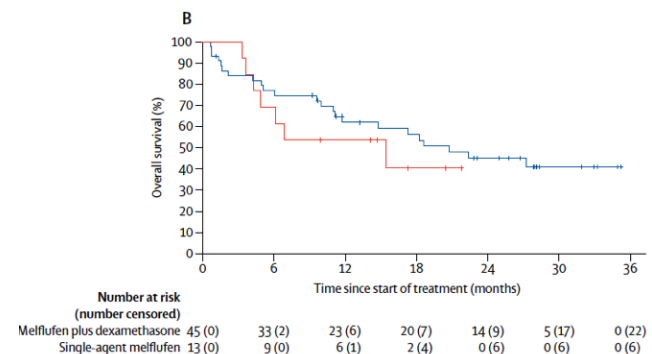 B
100
90
80
70
60
50
40
30
20
10
0
Overall survival (%)
0 6 12 18 24 30 36
Time since start of treatment (months)
Number at risk
(number censored)
Melflufen plus dexamethasone 45 (0) 33 (2) 23 (6) 20 (7) 14 (9) 5 (17) 0 (22)
Single-agent melflufen 13 (0) 9 (0) 6 (1) 2 (4) 0 (6) 0 (6) 0 (6)